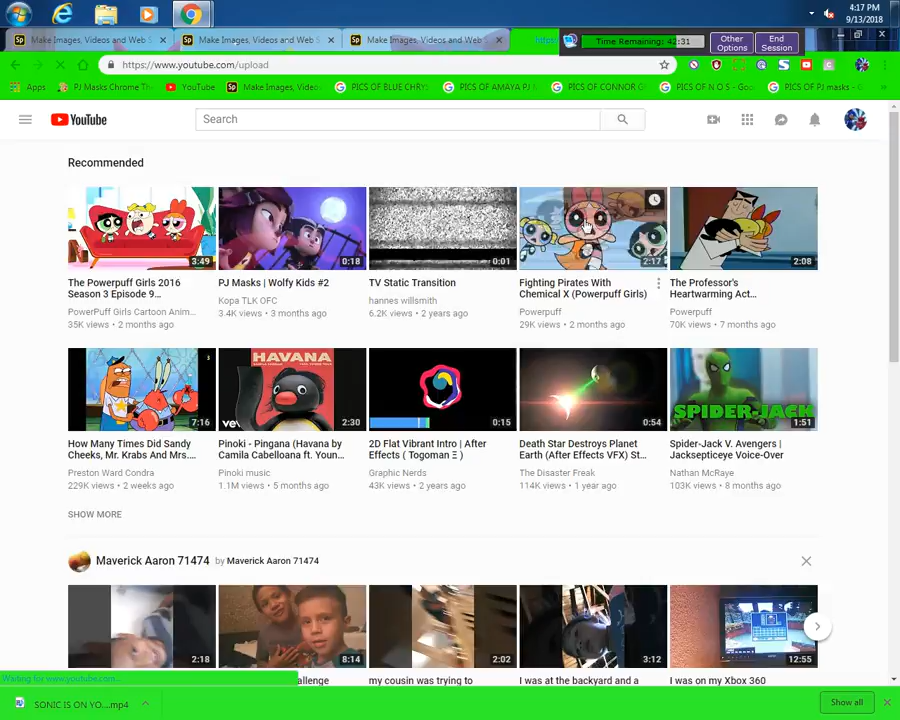 4:17 PM
9/13/2018
Make Images, Videos and Web
Make Images, Videos and Web
Make Images, Videos and Web
https:
Time Remaining: 42:31
Other Options
End Session
https://www.youtube.com/upload
Apps
PJ Masks Chrome The
YouTube
Make Images, Videos
PICS OF BLUE CHRY
PICS OF AMAYA PJ M
PICS OF CONNOR G
PICS OF N O S - Goo
PICS OF PJ masks - G
YouTube
Search
Recommended
3:49
0:18
0:01
2:17
2:08
The Powerpuff Girls 2016 Season 3 Episode 9...
PowerPuff Girls Cartoon Anim...
35K views • 2 months ago
PJ Masks | Wolfy Kids #2
Kopa TLK OFC
3.4K views • 3 months ago
TV Static Transition
hannes willsmith
6.2K views • 2 years ago
Fighting Pirates With Chemical X (Powerpuff Girls)
Powerpuff
29K views • 2 months ago
The Professor's Heartwarming Act...
Powerpuff
70K views • 7 months ago
7:16
HAVANA
vevo
2:30
0:15
0:54
SPIDER-JACK
1:51
How Many Times Did Sandy Cheeks, Mr. Krabs And Mrs....
Preston Ward Condra
229K views • 2 weeks ago
Pinoki - Pingana (Havana by Camila Cabelloana ft. Youn...
Pinoki music
1.1M views • 5 months ago
2D Flat Vibrant Intro | After Effects ( Togoman Ξ )
Graphic Nerds
43K views • 2 years ago
Death Star Destroys Planet Earth (After Effects VFX) St...
The Disaster Freak
114K views • 1 year ago
Spider-Jack V. Avengers | Jacksepticeye Voice-Over
Nathan McRaye
103K views • 8 months ago
SHOW MORE
Maverick Aaron 71474 by Maverick Aaron 71474
2:18
8:14
2:02
3:12
12:55
allenge
my cousin was trying to
I was at the backyard and a
I was on my Xbox 360
Waiting for www.youtube.com...
SONIC IS ON YO....mp4
Show all